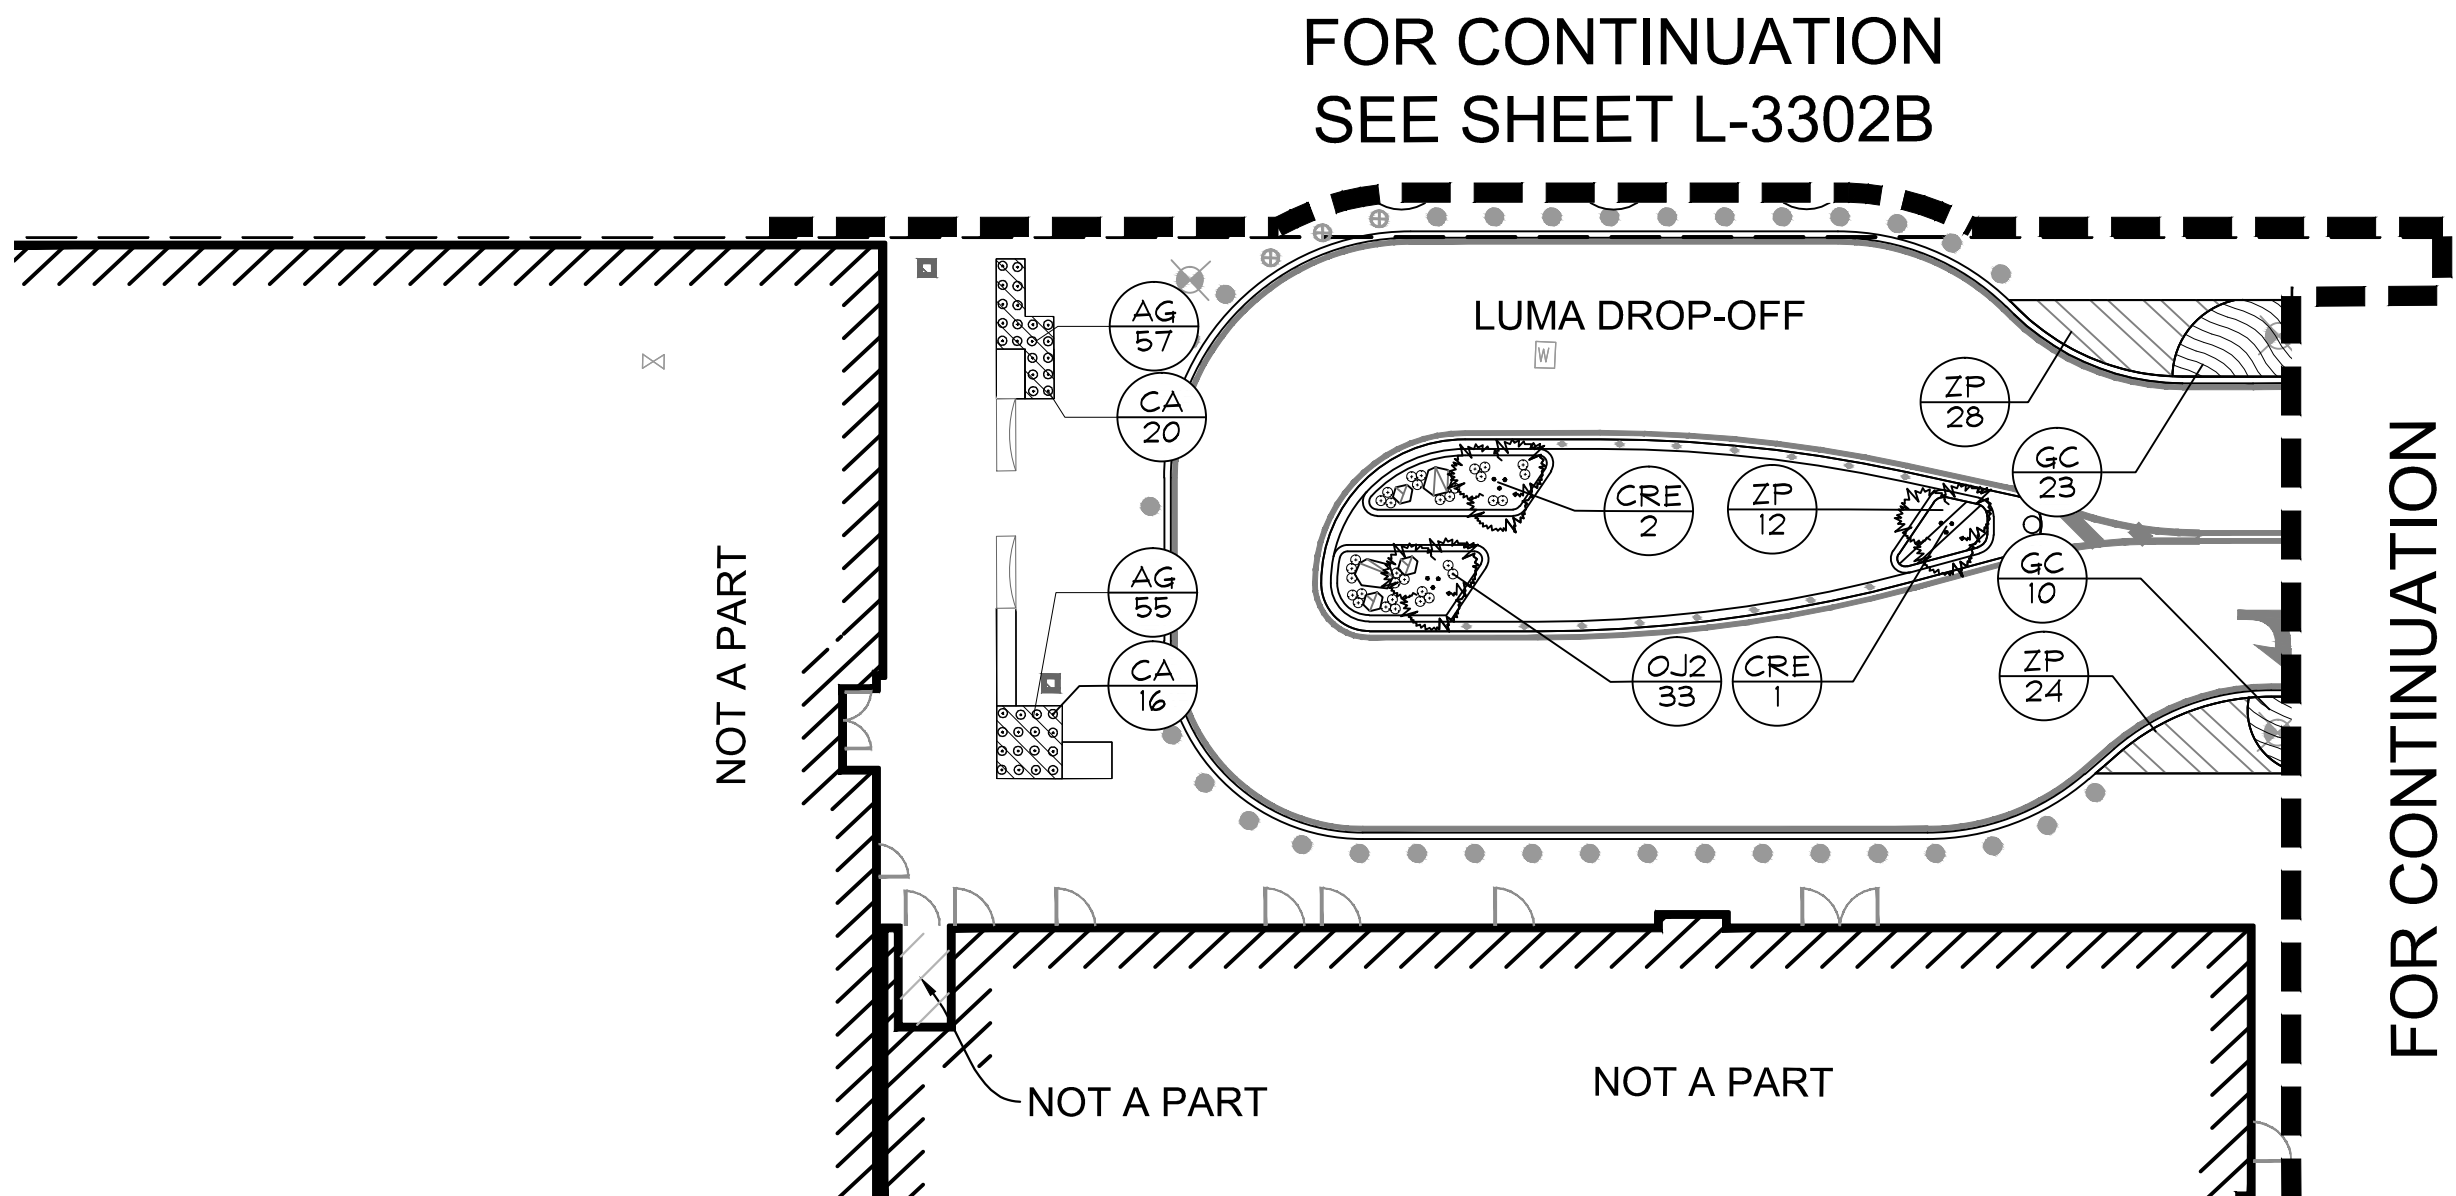 FOR CONTINUATION
SEE SHEET L-3302B
LUMA DROP-OFF
W
AG
57
CA
20
ZP
28
GC
23
CRE
2
ZP
12
AG
55
CA
16
GC
10
OJ2
33
CRE
1
ZP
24
NOT A PART
FOR CONTINUATION
NOT A PART
NOT A PART